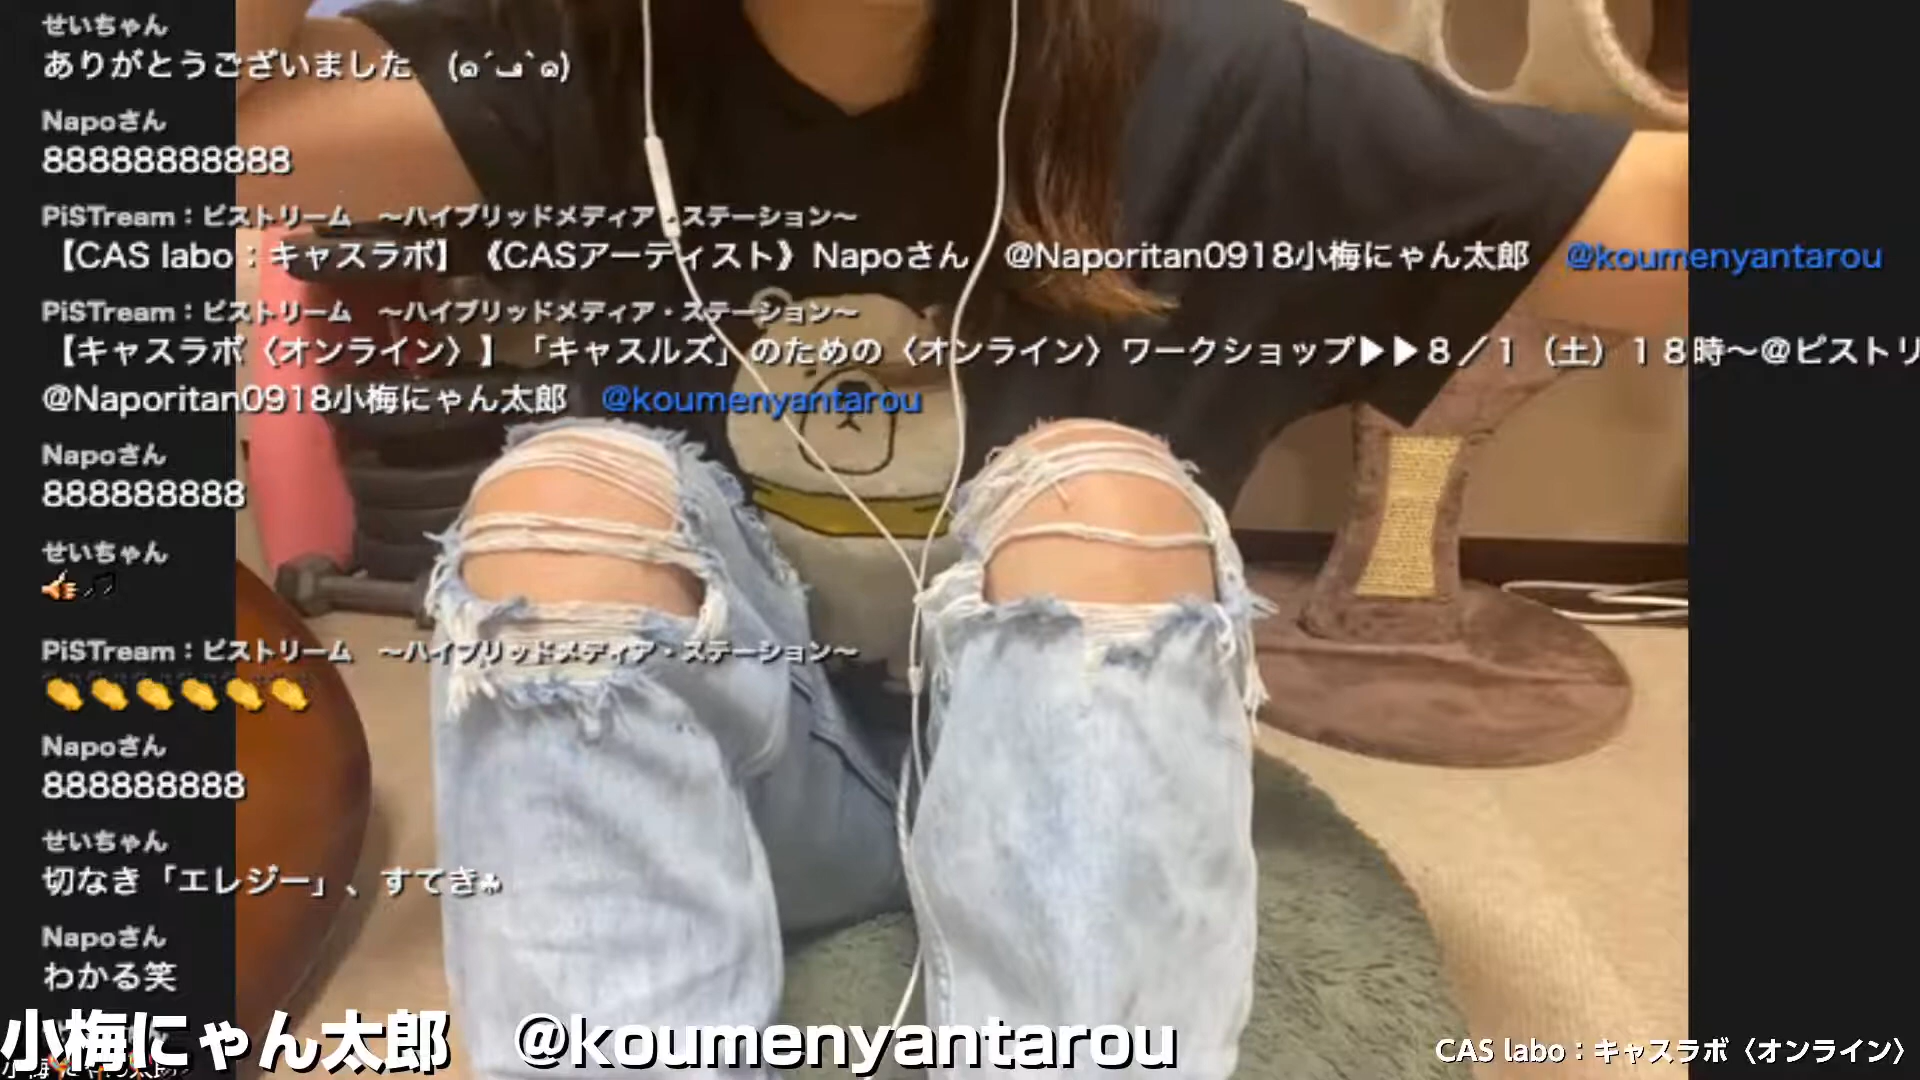 せいちゃん
ありがとうございました (๑´ڡ`๑)
Napoさん
88888888888
PiSTream：ピストリーム　〜ハイブリッドメディア・ステーション〜
【CAS labo：キャスラボ】《CASアーティスト》Napoさん　@Naporitan0918小梅にゃん太郎　@koumenyantarou
PiSTream：ピストリーム　〜ハイブリッドメディア・ステーション〜
【キャスラボ〈オンライン〉】「キャスルズ」のための〈オンライン〉ワークショップ▶▶８／１（土）１８時〜@ピストリ
@Naporitan0918小梅にゃん太郎　@koumenyantarou
Napoさん
888888888
せいちゃん
👍🎵
PiSTream：ピストリーム　〜ハイブリッドメディア・ステーション〜
👏👏👏👏👏👏
Napoさん
888888888
せいちゃん
切なき「エレジー」、すてき♣
Napoさん
わかる笑
小梅にゃん太郎　@koumenyantarou
CAS labo：キャスラボ〈オンライン〉